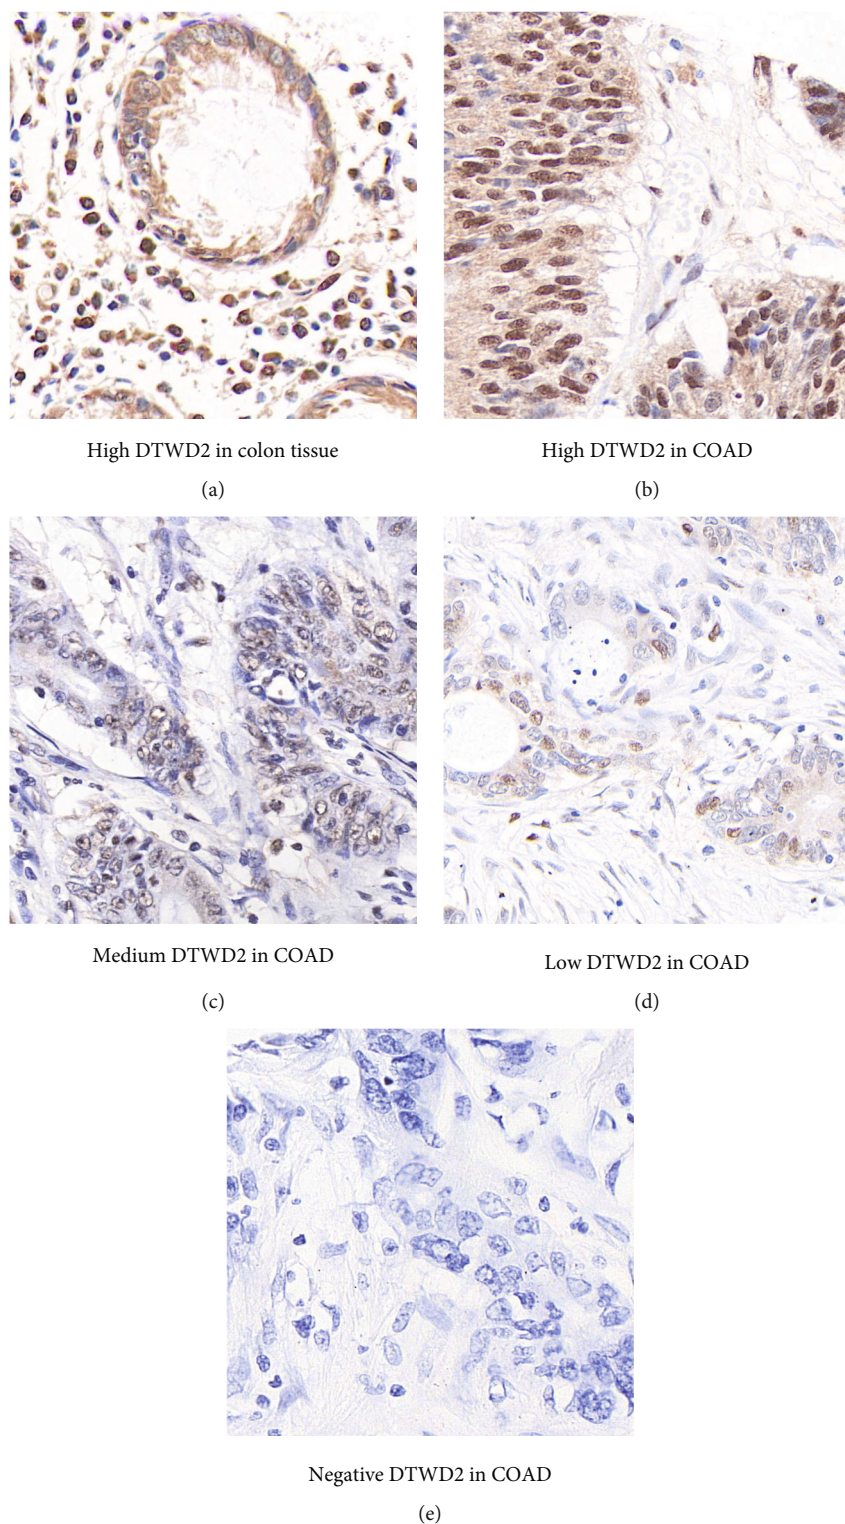 High DTWD2 in colon tissue
(a)
High DTWD2 in COAD
(b)
Medium DTWD2 in COAD
(c)
Low DTWD2 in COAD
(d)
Negative DTWD2 in COAD
(e)